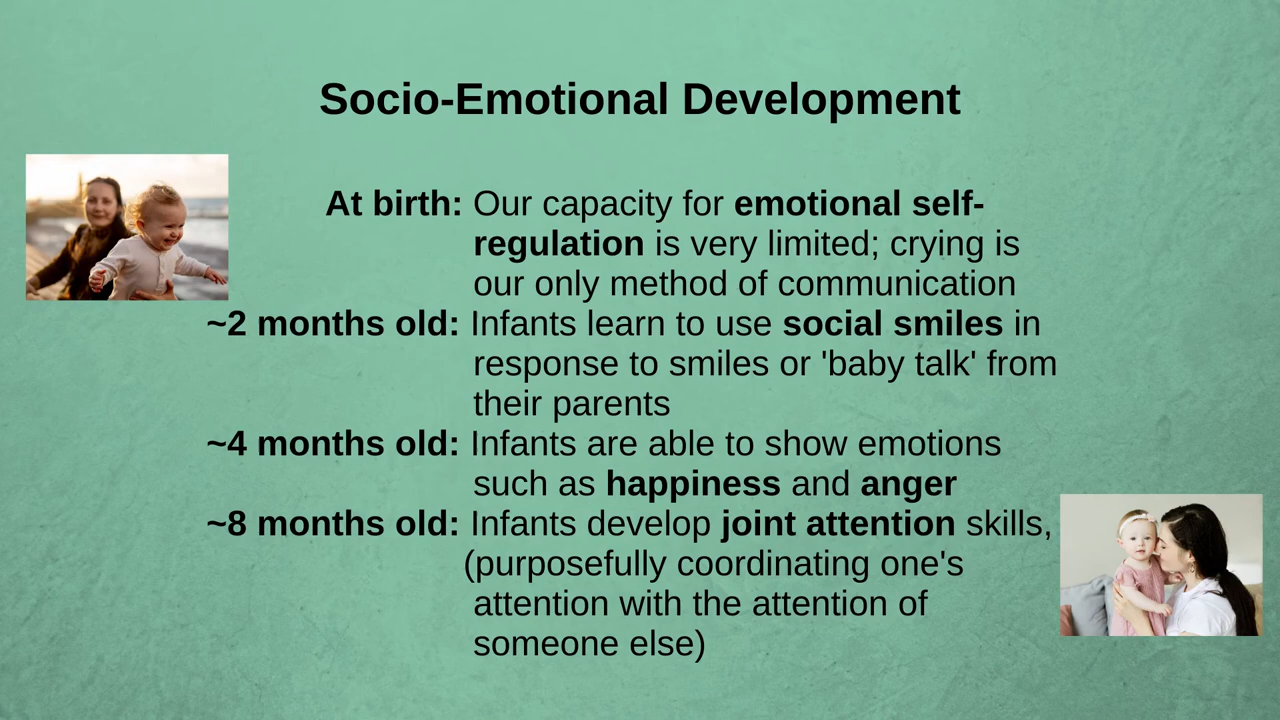 Socio-Emotional Development
At birth: Our capacity for emotional self-
regulation is very limited; crying is
our only method of communication
~2 months old: Infants learn to use social smiles in
response to smiles or 'baby talk' from
their parents
~4 months old: Infants are able to show emotions
such as happiness and anger
~8 months old: Infants develop joint attention skills,
(purposefully coordinating one's
attention with the attention of
someone else)